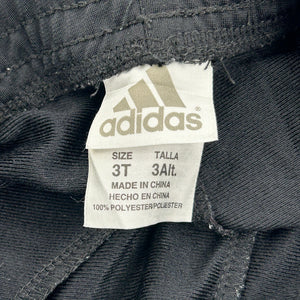 adidas®
SIZE TALLA
3T 3Alt.
MADE IN CHINA
HECHO EN CHINA
100% POLYESTER/POLIESTER